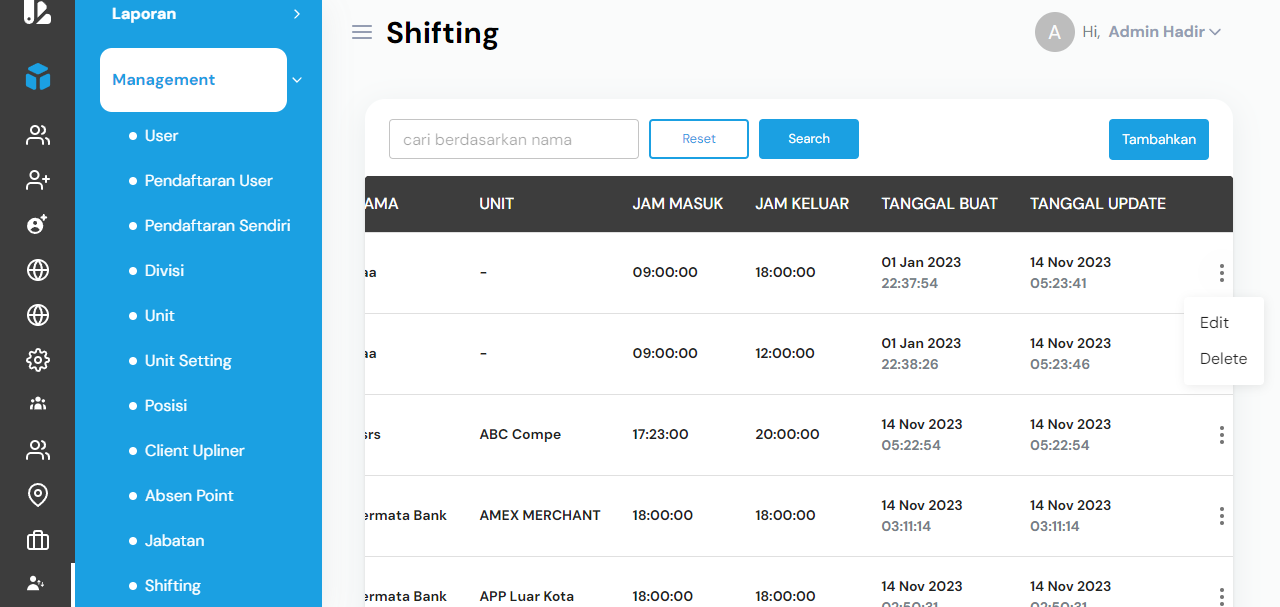 Laporan
Management
User
Pendaftaran User
Pendaftaran Sendiri
Divisi
Unit
Unit Setting
Posisi
Client Upliner
Absen Point
Jabatan
Shifting
Shifting
A Hi, Admin Hadir
cari berdasarkan nama Reset Search Tambahkan
AMA UNIT JAM MASUK JAM KELUAR TANGGAL BUAT TANGGAL UPDATE
aa - 09:00:00 18:00:00 01 Jan 2023 14 Nov 2023
22:37:54 05:23:41
Edit
Delete
aa - 09:00:00 12:00:00 01 Jan 2023 14 Nov 2023
22:38:26 05:23:46
srs ABC Compe 17:23:00 20:00:00 14 Nov 2023 14 Nov 2023
05:22:54 05:22:54
ermata Bank AMEX MERCHANT 18:00:00 18:00:00 14 Nov 2023 14 Nov 2023
03:11:14 03:11:14
ermata Bank APP Luar Kota 18:00:00 18:00:00 14 Nov 2023 14 Nov 2023